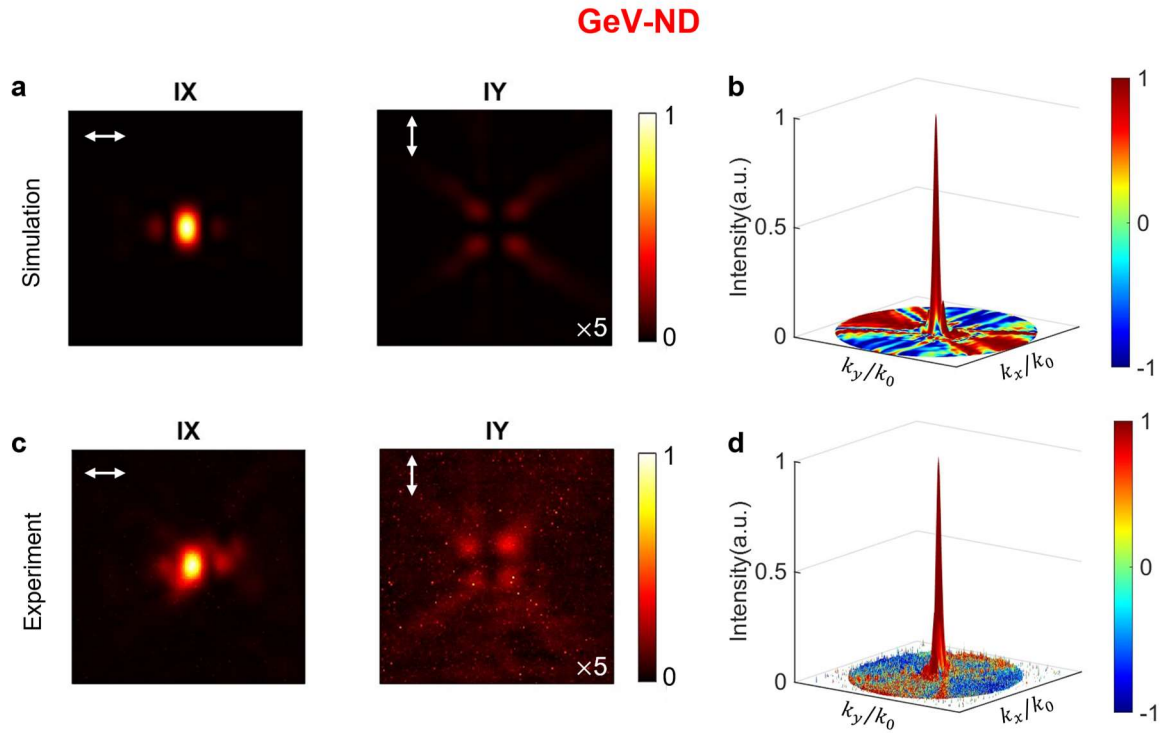 GeV-ND
a
IX
IY
b
Simulation
×5
1
0
Intensity(a.u.)
1
0.5
0
k_y/k_0
k_x/k_0
1
0
-1
c
IX
IY
d
Experiment
×5
1
0
Intensity(a.u.)
1
0.5
0
k_y/k_0
k_x/k_0
1
0
-1